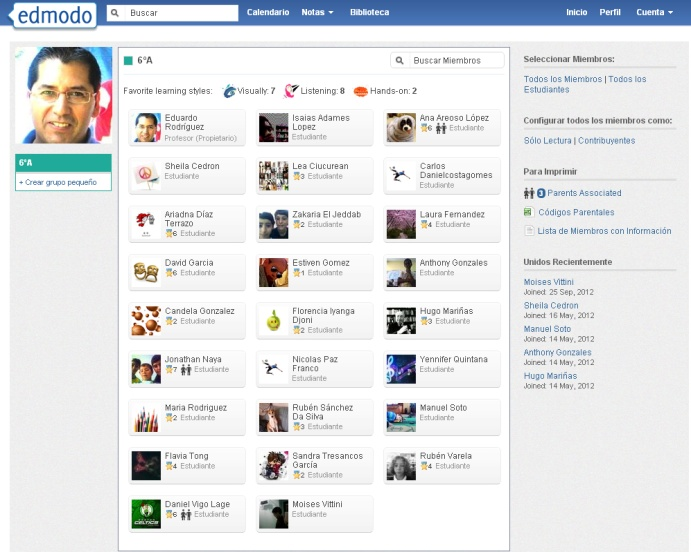 edmodo
Buscar
Calendario
Notas
Biblioteca
Inicio
Perfil
Cuenta
6ºA
+ Crear grupo pequeño
6ºA
Buscar Miembros
Favorite learning styles: Visually: 7 Listening: 8 Hands-on: 2
Eduardo
Rodríguez
Profesor (Propietario)
Isaias Adames
Lopez
Estudiante
Ana Areoso López
6 Estudiante
Sheila Cedron
Estudiante
Lea Ciucurean
3 Estudiante
Carlos
Danielcostagomes
Estudiante
Ariadna Díaz
Terrazo
6 Estudiante
Zakaria El Jeddab
2 Estudiante
Laura Fernandez
4 Estudiante
David Garcia
6 Estudiante
Estiven Gomez
1 Estudiante
Anthony Gonzales
Estudiante
Candela Gonzalez
2 Estudiante
Florencia Iyanga
Djoni
2 Estudiante
Hugo Mariñas
3 Estudiante
Jonathan Naya
7 Estudiante
Nicolas Paz
Franco
Estudiante
Yennifer Quintana
Estudiante
Maria Rodriguez
2 Estudiante
Rubén Sánchez
Da Silva
3 Estudiante
Manuel Soto
Estudiante
Flavia Tong
4 Estudiante
Sandra Tresancos
García
2 Estudiante
Rubén Varela
4 Estudiante
CELTICS
Daniel Vigo Lage
6 Estudiante
Moises Vittini
Estudiante
Seleccionar Miembros:
Todos los Miembros | Todos los
Estudiantes
Configurar todos los miembros como:
Sólo Lectura | Contribuyentes
Para Imprimir
3 Parents Associated
Códigos Parentales
Lista de Miembros con Información
Unidos Recientemente
Moises Vittini
Joined: 25 Sep, 2012
Sheila Cedron
Joined: 16 May, 2012
Manuel Soto
Joined: 14 May, 2012
Anthony Gonzales
Joined: 14 May, 2012
Hugo Mariñas
Joined: 14 May, 2012